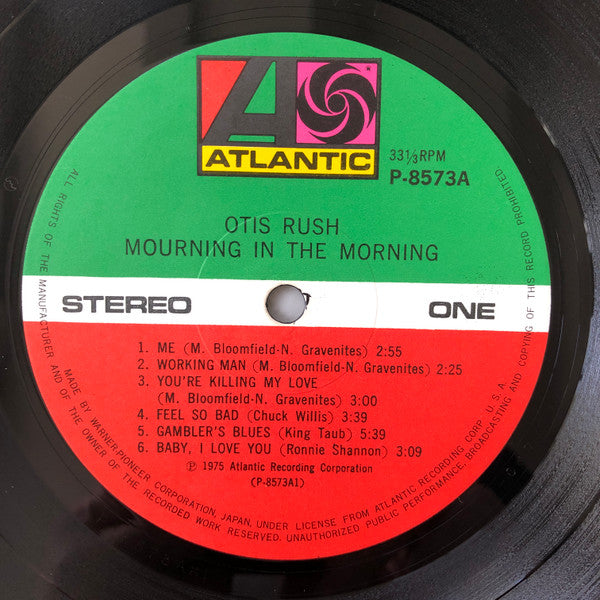 ATLANTIC
33⅓ RPM
P-8573A
OTIS RUSH
MOURNING IN THE MORNING
STEREO
ONE
1. ME (M. Bloomfield-N. Gravenites) 2:55
2. WORKING MAN (M. Bloomfield-N. Gravenites) 2:25
3. YOU'RE KILLING MY LOVE
(M. Bloomfield-N. Gravenites) 3:00
4. FEEL SO BAD (Chuck Willis) 3:39
5. GAMBLER'S BLUES (King Taub) 5:39
6. BABY, I LOVE YOU (Ronnie Shannon) 3:09
℗ 1975 Atlantic Recording Corporation
(P-8573A1)
MADE BY WARNER-PIONEER CORPORATION, JAPAN, UNDER LICENSE FROM ATLANTIC RECORDING CORP. U.S.A.
ALL RIGHTS OF THE MANUFACTURER AND OF THE OWNER OF THE RECORDED WORK RESERVED. UNAUTHORIZED PUBLIC PERFORMANCE, BROADCASTING AND COPYING OF THIS RECORD PROHIBITED